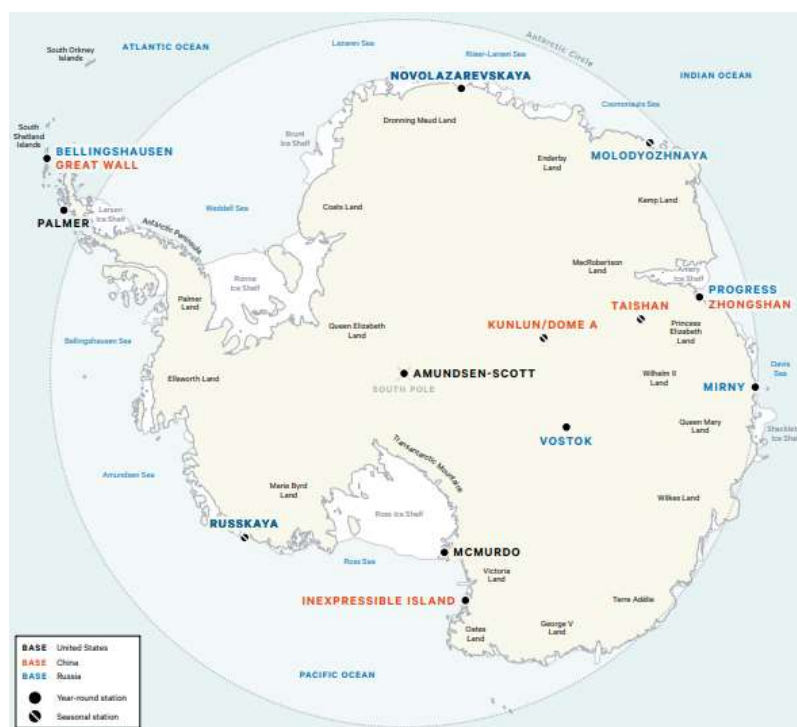 South Orkney
Islands
ATLANTIC OCEAN
Lazarev Sea
Riiser-Larsen Sea
Antarctic Circle
INDIAN OCEAN
NOVOLAZAREVSKAYA
Cosmonauts Sea
Dronning Maud Land
South
Shetland
Islands
Brunt
Ice Shelf
BELLINGSHAUSEN
GREAT WALL
Enderby
Land
MOLODYOZHNAYA
PALMER
Larsen
Ice Shelf
Antarctic Peninsula
Weddell Sea
Coats Land
Kemp Land
MacRobertson
Land
Amery
Ice Shelf
Ronne
Ice Shelf
Palmer
Land
PROGRESS
ZHONGSHAN
TAISHAN
KUNLUN/DOME A
Princess
Elizabeth
Land
Queen Elizabeth
Land
Bellingshausen Sea
Ellsworth Land
AMUNDSEN-SCOTT
SOUTH POLE
Wilhelm II
Land
Davis
Sea
MIRNY
Queen Mary
Land
Shackleton
Ice Shelf
VOSTOK
Transantarctic Mountains
Amundsen Sea
Marie Byrd
Land
Ross Ice Shelf
Wilkes Land
RUSSKAYA
MCMURDO
Ross Sea
Victoria
Land
INEXPRESSIBLE ISLAND
Terre Adélie
Oates
Land
George V
Land
PACIFIC OCEAN
BASE United States
BASE China
BASE Russia
Year-round station
Seasonal station